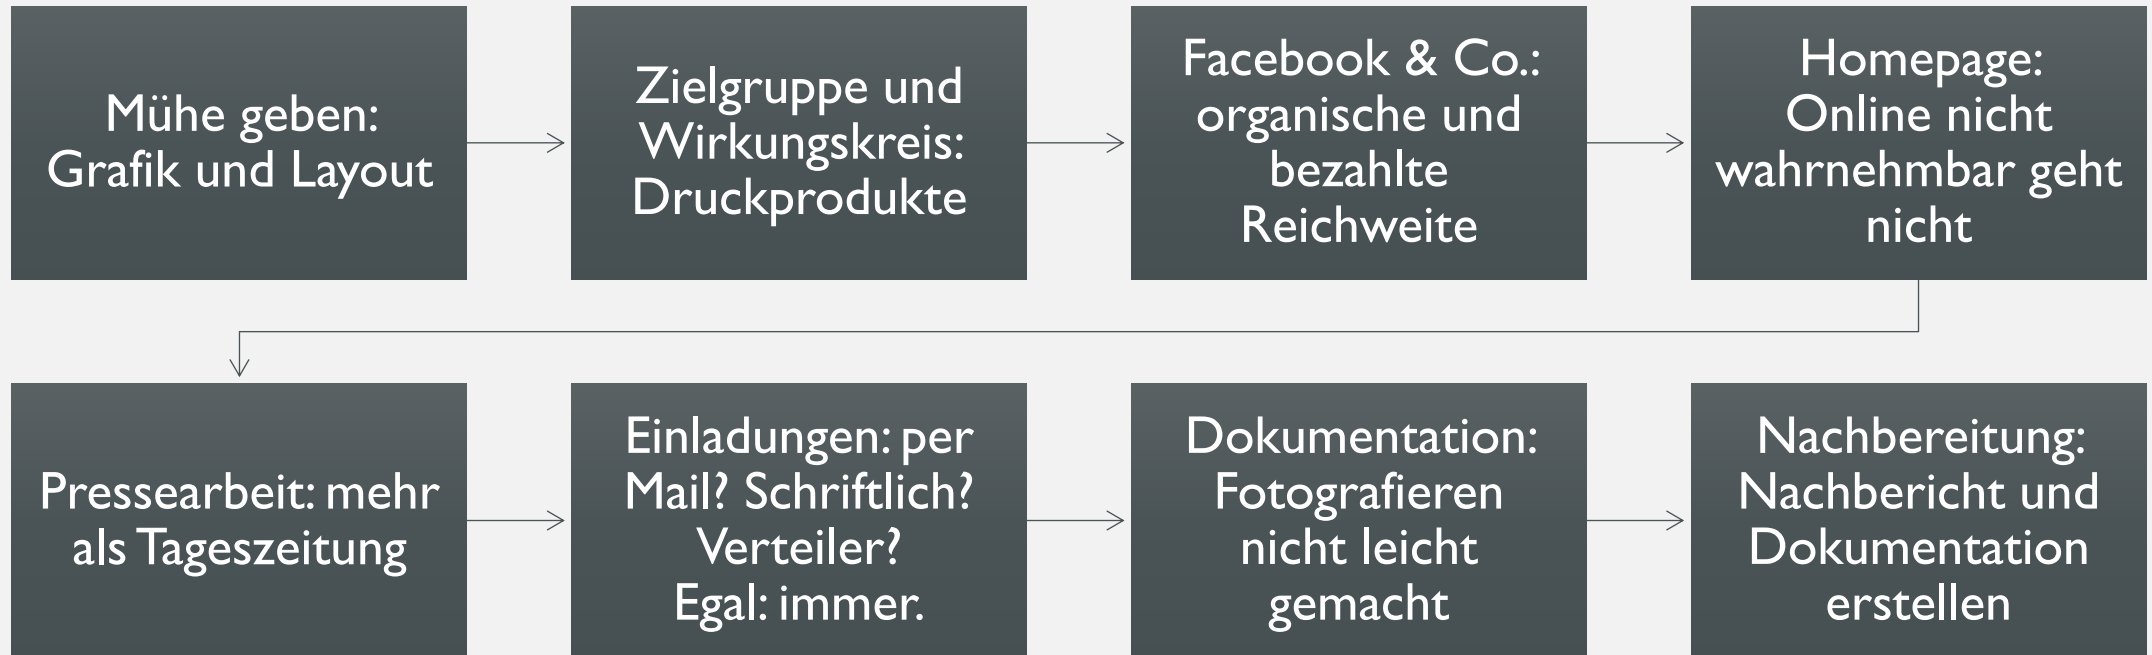 Mühe geben:
Grafik und Layout
Zielgruppe und
Wirkungskreis:
Druckprodukte
Facebook & Co.:
organische und
bezahlte
Reichweite
Homepage:
Online nicht
wahrnehmbar geht
nicht
Pressearbeit: mehr
als Tageszeitung
Einladungen: per
Mail? Schriftlich?
Verteiler?
Egal: immer.
Dokumentation:
Fotografieren
nicht leicht
gemacht
Nachbereitung:
Nachbericht und
Dokumentation
erstellen